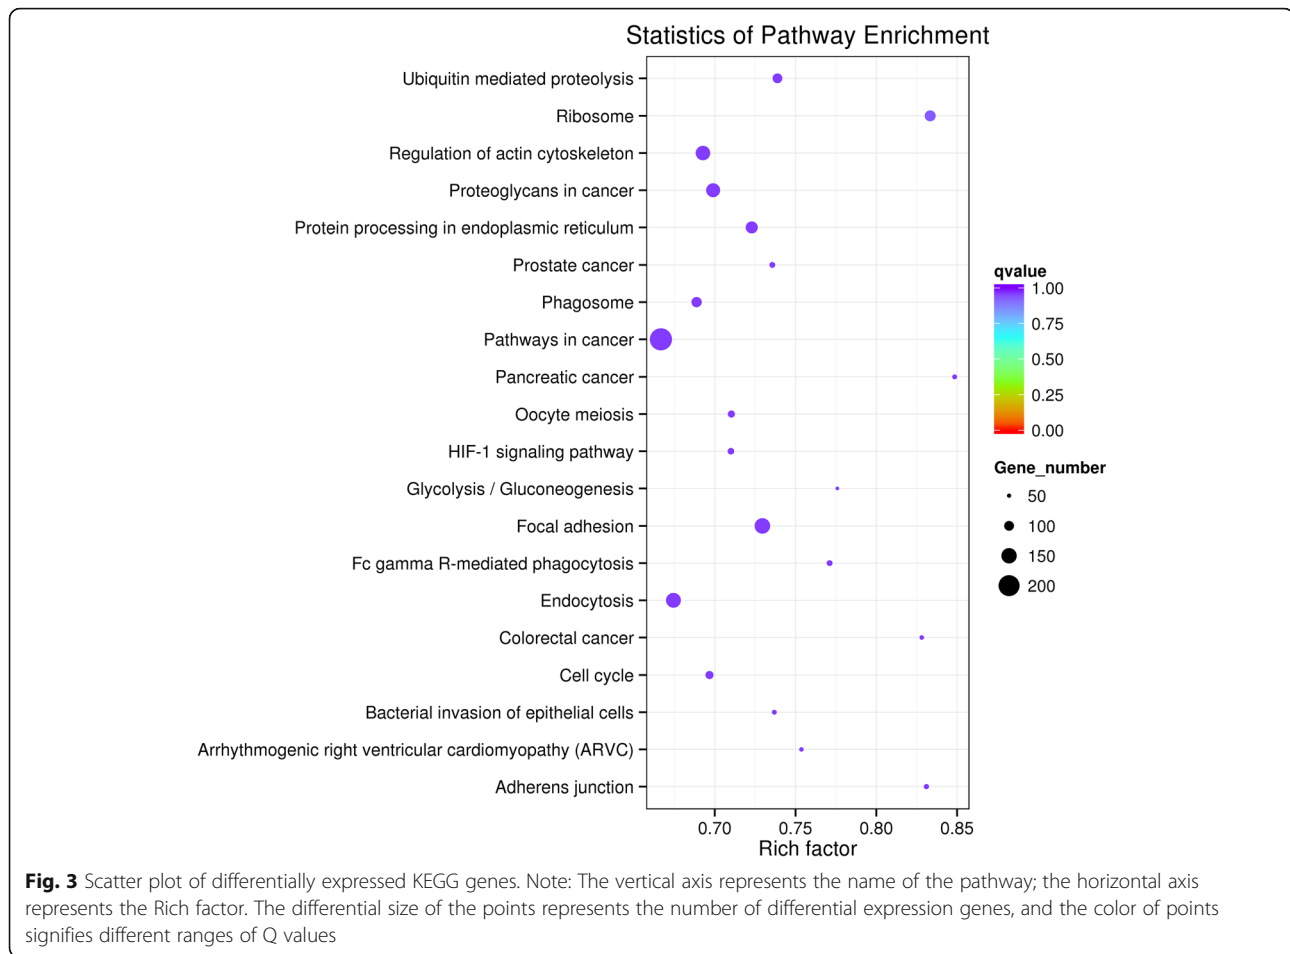 Statistics of Pathway Enrichment
Ubiquitin mediated proteolysis
Ribosome
Regulation of actin cytoskeleton
Proteoglycans in cancer
Protein processing in endoplasmic reticulum
Prostate cancer
Phagosome
Pathways in cancer
Pancreatic cancer
Oocyte meiosis
HIF-1 signaling pathway
Glycolysis / Gluconeogenesis
Focal adhesion
Fc gamma R-mediated phagocytosis
Endocytosis
Colorectal cancer
Cell cycle
Bacterial invasion of epithelial cells
Arrhythmogenic right ventricular cardiomyopathy (ARVC)
Adherens junction
0.70 0.75 0.80 0.85
Rich factor
qvalue
1.00
0.75
0.50
0.25
0.00
Gene_number
50
100
150
200
Fig. 3 Scatter plot of differentially expressed KEGG genes. Note: The vertical axis represents the name of the pathway; the horizontal axis
represents the Rich factor. The differential size of the points represents the number of differential expression genes, and the color of points
signifies different ranges of Q values